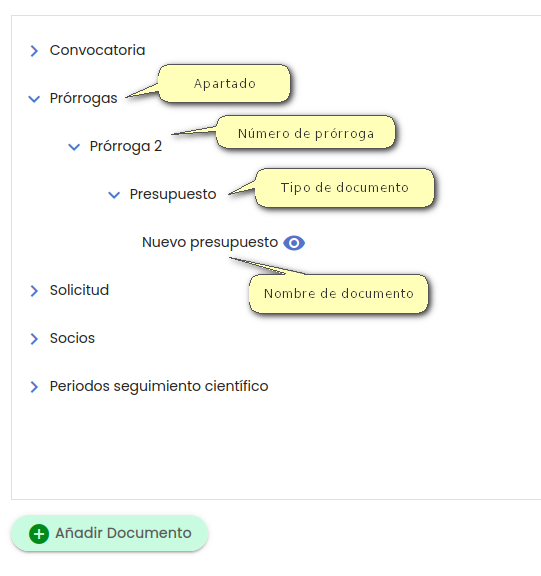 Convocatoria
Apartado
Prórrogas
Número de prórroga
Prórroga 2
Tipo de documento
Presupuesto
Nuevo presupuesto
Nombre de documento
Solicitud
Socios
Periodos seguimiento científico
Añadir Documento